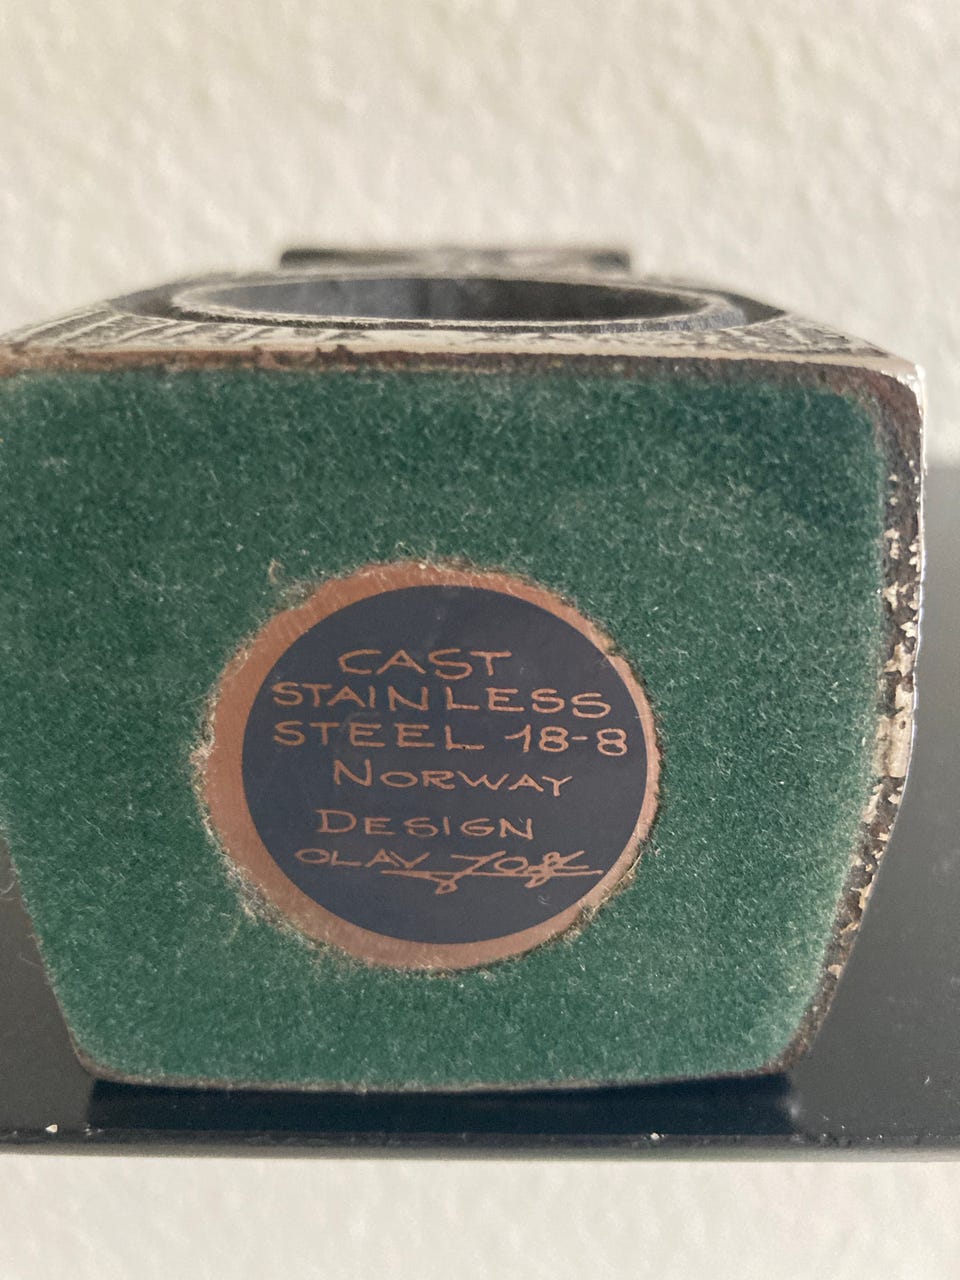 CAST
STAINLESS
STEEL 18-8
NORWAY
DESIGN
OLAV